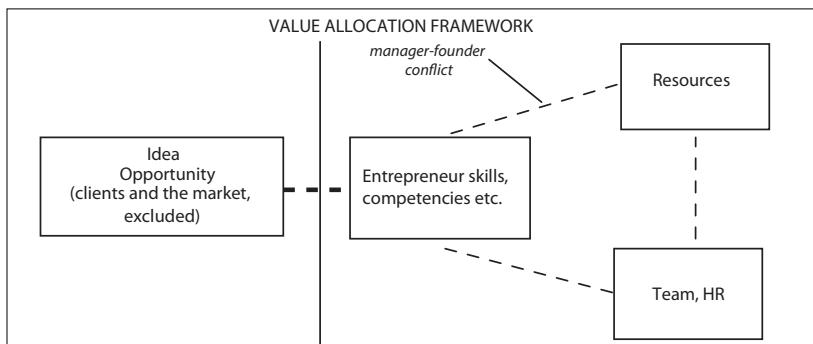 VALUE ALLOCATION FRAMEWORK
manager-founder
conflict
Resources
Idea
Opportunity
(clients and the market,
excluded)
Entrepreneur skills,
competencies etc.
Team, HR